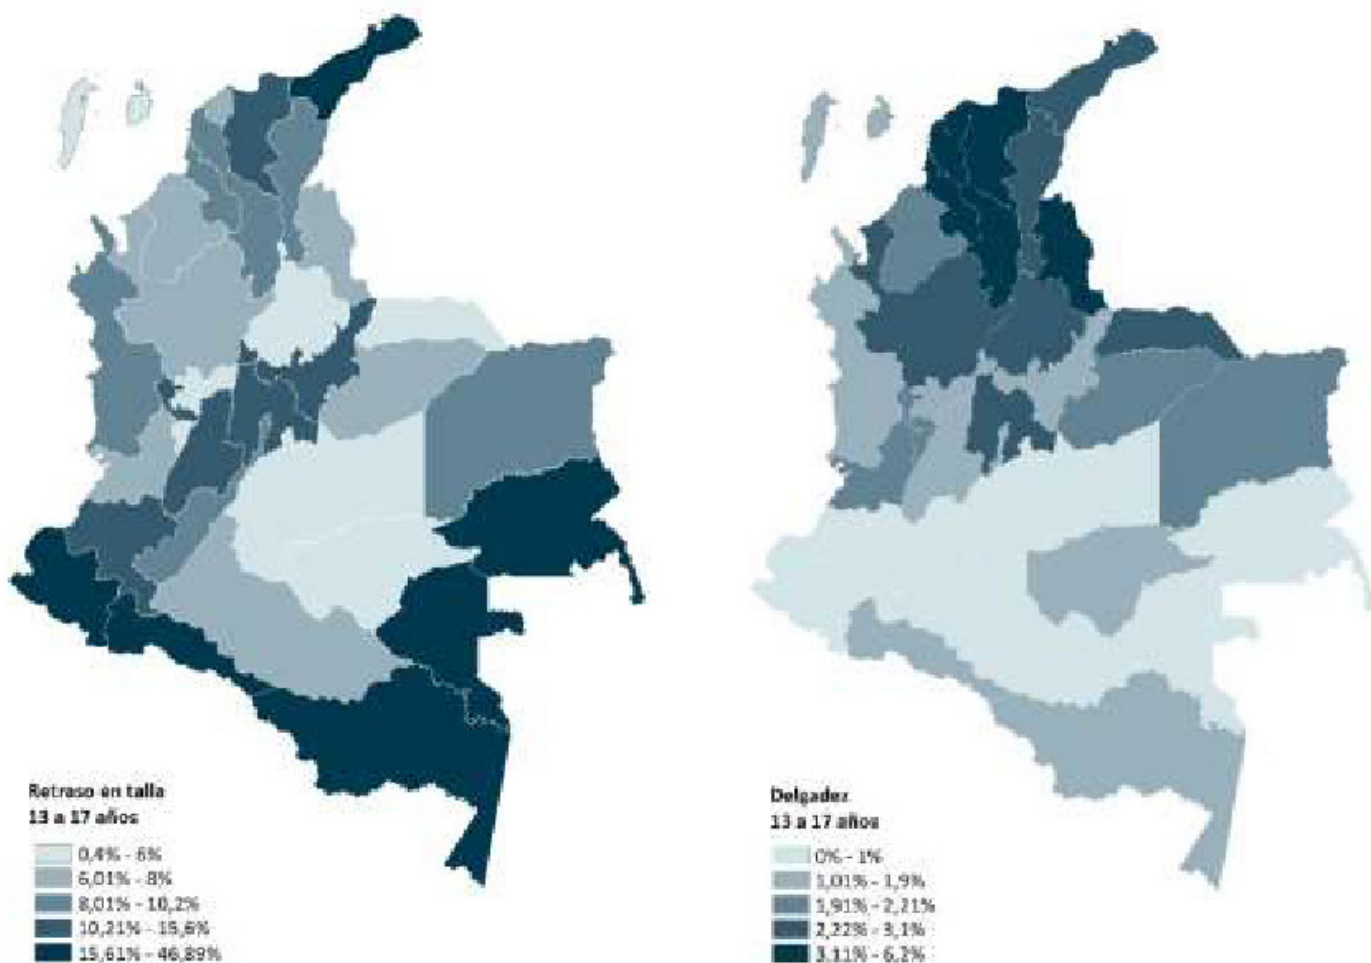 Retraso en talla
13 a 17 años
0,4% - 6%
6,01% - 8%
8,01% - 10,2%
10,21% - 15,6%
15,61% - 46,89%
Delgadez
13 a 17 años
0% - 1%
1,01% - 1,9%
1,91% - 2,21%
2,22% - 3,1%
3,11% - 6,2%